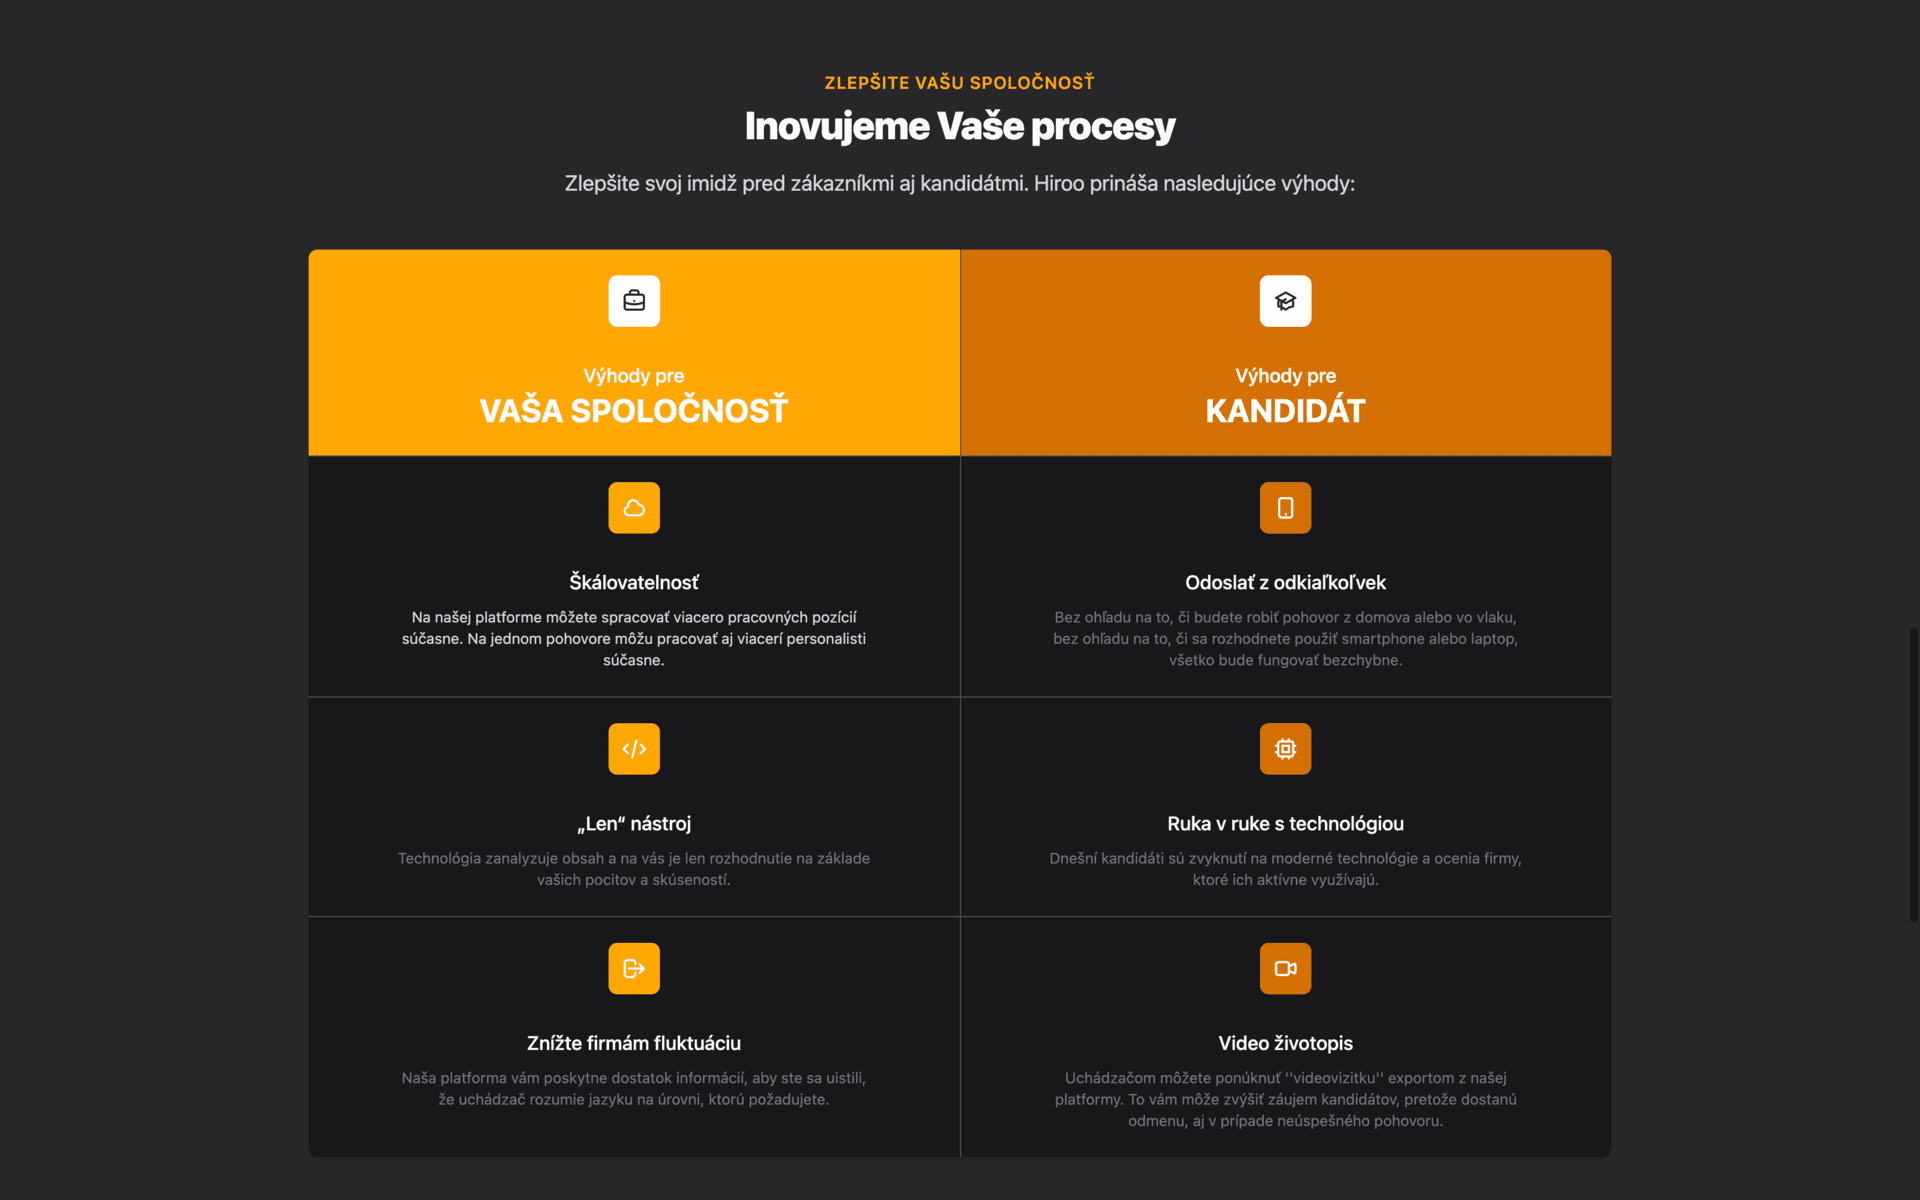 ZLEPŠITE VAŠU SPOLOČNOSŤ
Inovujeme Vaše procesy
Zlepšite svoj imidž pred zákazníkmi aj kandidátmi. Hiroo prináša nasledujúce výhody:
Výhody pre
VAŠA SPOLOČNOSŤ
Výhody pre
KANDIDÁT
Škálovatelnosť
Na našej platforme môžete spracovať viacero pracovných pozícií
súčasne. Na jednom pohovore môžu pracovať aj viacerí personalisti
súčasne.
Odoslať z odkiaľkoľvek
Bez ohľadu na to, či budete robiť pohovor z domova alebo vo vlaku,
bez ohľadu na to, či sa rozhodnete použiť smartphone alebo laptop,
všetko bude fungovať bezchybne.
„Len“ nástroj
Technológia zanalyzuje obsah a na vás je len rozhodnutie na základe
vašich pocitov a skúseností.
Ruka v ruke s technológiou
Dnešní kandidáti sú zvyknutí na moderné technológie a ocenia firmy,
ktoré ich aktívne využívajú.
Znížte firmám fluktuáciu
Naša platforma vám poskytne dostatok informácií, aby ste sa uistili,
že uchádzač rozumie jazyku na úrovni, ktorú požadujete.
Video životopis
Uchádzačom môžete ponúknuť ''videovizitku'' exportom z našej
platformy. To vám môže zvýšiť záujem kandidátov, pretože dostanú
odmenu, aj v prípade neúspešného pohovoru.